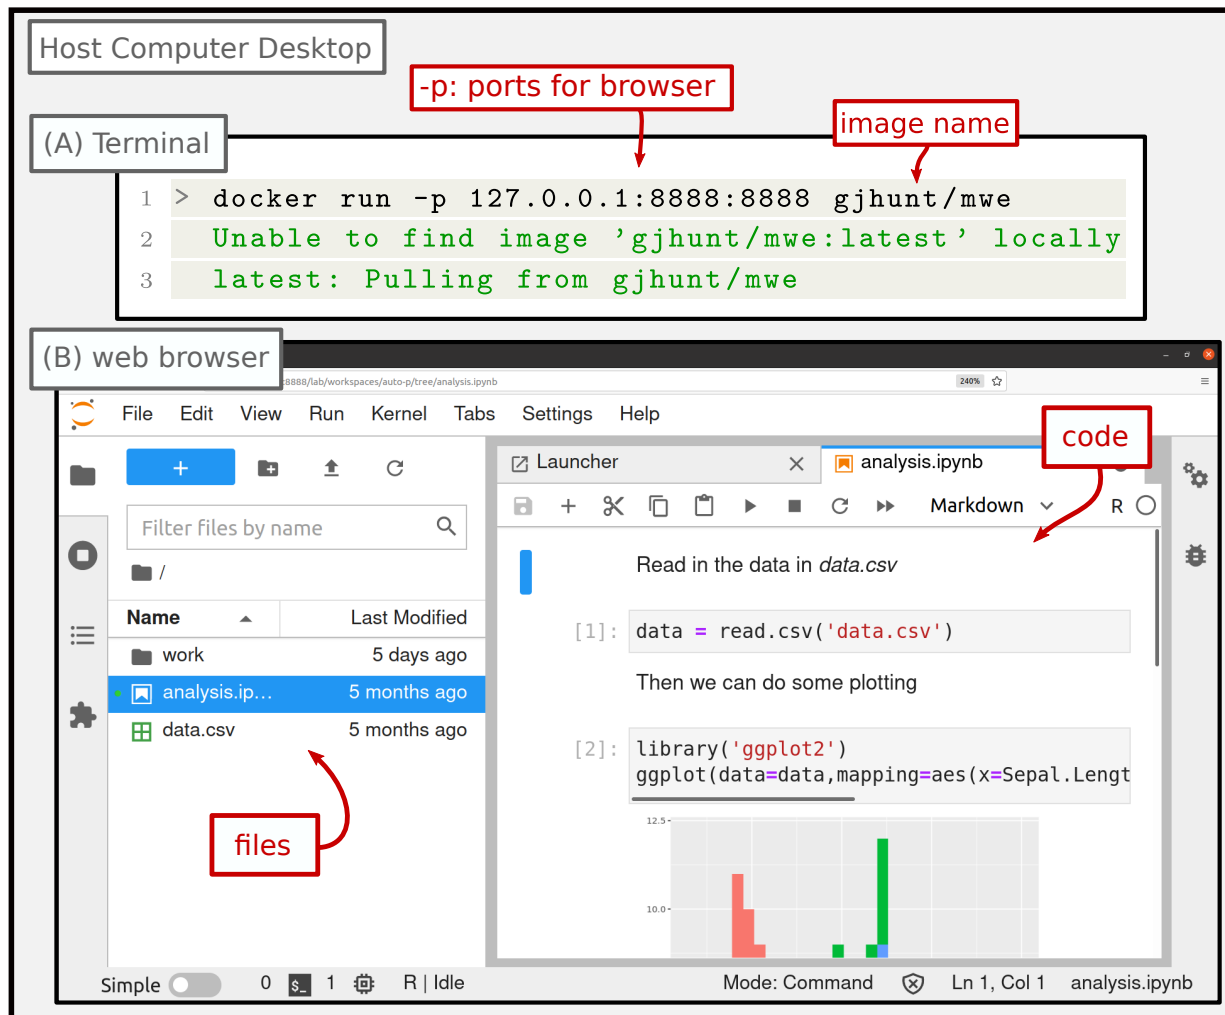 Host Computer Desktop
-p: ports for browser
(A) Terminal
image name
1 > docker run -p 127.0.0.1:8888:8888 gjhunt/mwe
2 Unable to find image 'gjhunt/mwe:latest' locally
3 latest: Pulling from gjhunt/mwe
(B) web browser
:8888/lab/workspaces/auto-p/tree/analysis.ipynb
240%
File Edit View Run Kernel Tabs Settings Help
code
+
Launcher
analysis.ipynb
Filter files by name
Markdown
R
/
Name Last Modified
work 5 days ago
analysis.ip... 5 months ago
data.csv 5 months ago
files
Read in the data in data.csv
[1]: data = read.csv('data.csv')
Then we can do some plotting
[2]: library('ggplot2')
ggplot(data=data,mapping=aes(x=Sepal.Lengt
12.5
10.0
Simple 0 $_ 1 R | Idle Mode: Command Ln 1, Col 1 analysis.ipynb